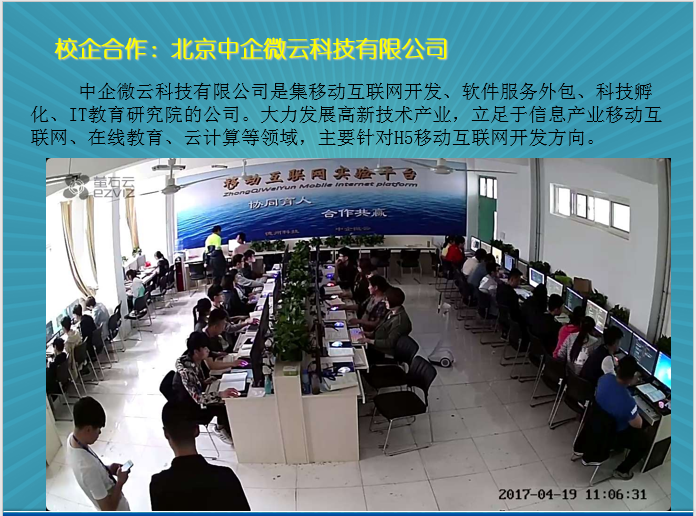 校企合作：北京中企微云科技有限公司
中企微云科技有限公司是集移动互联网开发、软件服务外包、科技孵
化、IT教育研究院的公司。大力发展高新技术产业，立足于信息产业移动互
联网、在线教育、云计算等领域，主要针对H5移动互联网开发方向。
萤石云
ezviz
移动互联网实验平台
ZhongQiWeiYun Mobile Internet platform
协同育人
合作共赢
中企微云
2017-04-19 11:06:31